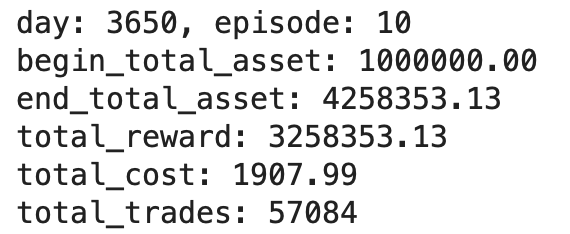 day: 3650, episode: 10
begin_total_asset: 1000000.00
end_total_asset: 4258353.13
total_reward: 3258353.13
total_cost: 1907.99
total_trades: 57084